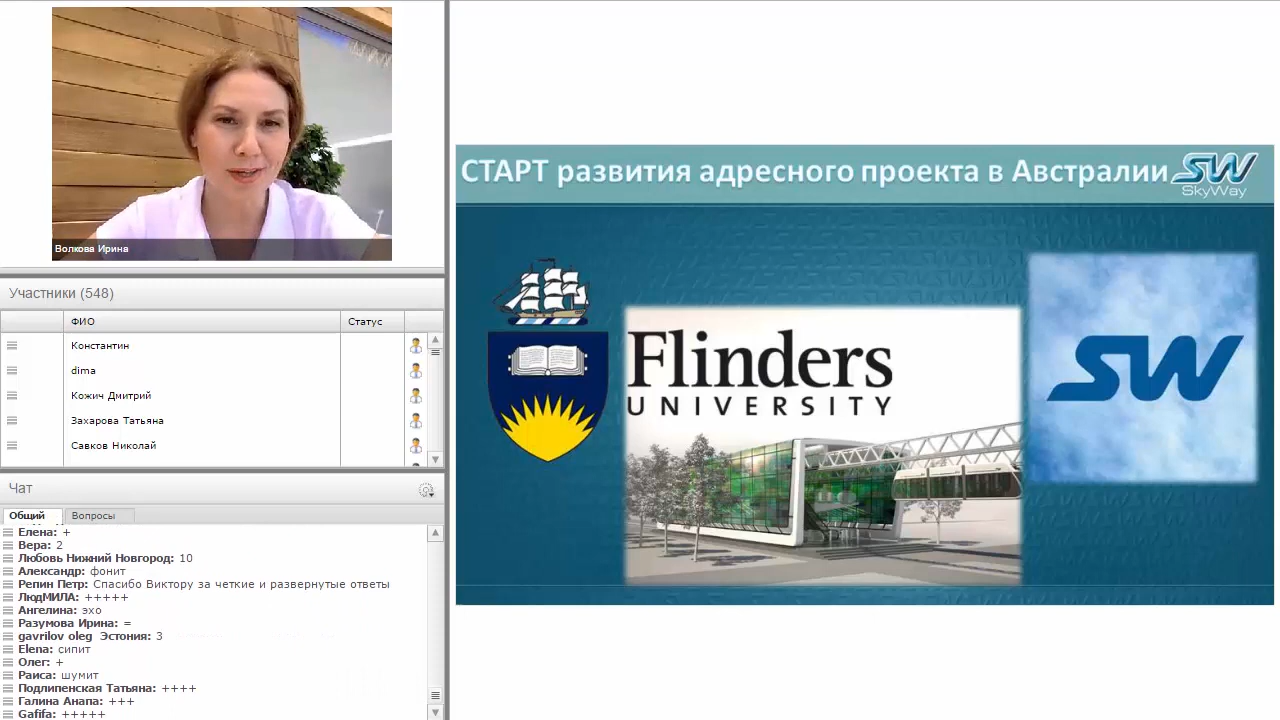 Волкова Ирина
Участники (548)
ФИО
Статус
Константин
dima
Кожич Дмитрий
Захарова Татьяна
Савков Николай
Чат
Общий
Вопросы
Елена: +
Вера: 2
Любовь Нижний Новгород: 10
Александр: фонит
Репин Петр: Спасибо Виктору за четкие и развернутые ответы
ЛюдМИЛА: +++++
Ангелина: эхо
Разумова Ирина: =
gavrilov oleg Эстония: 3
Elena: сипит
Олег: +
Раиса: шумит
Подлипенская Татьяна: ++++
Галина Анапа: +++
Gafifa: +++++
СТАРТ развития адресного проекта в Австралии
SW
SkyWay
Flinders
UNIVERSITY
SW